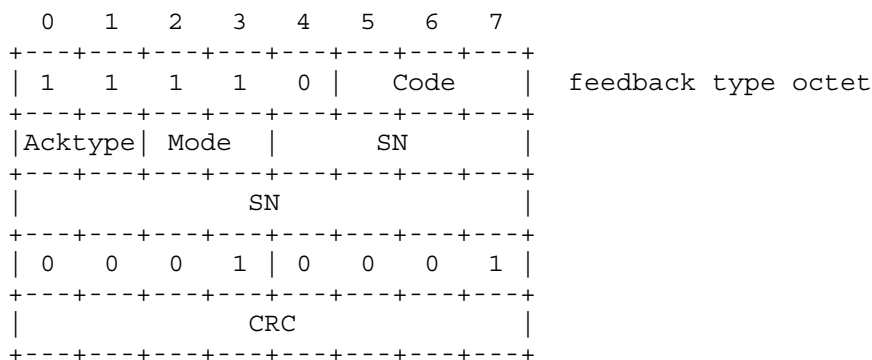 0   1   2   3   4   5   6   7
+---+---+---+---+---+---+---+---+
| 1   1   1   1   0 |   Code    |  feedback type octet
+---+---+---+---+---+---+---+---+
|Acktype| Mode  |      SN       |
+---+---+---+---+---+---+---+---+
|              SN               |
+---+---+---+---+---+---+---+---+
| 0   0   0   1 | 0   0   0   1 |
+---+---+---+---+---+---+---+---+
|              CRC              |
+---+---+---+---+---+---+---+---+